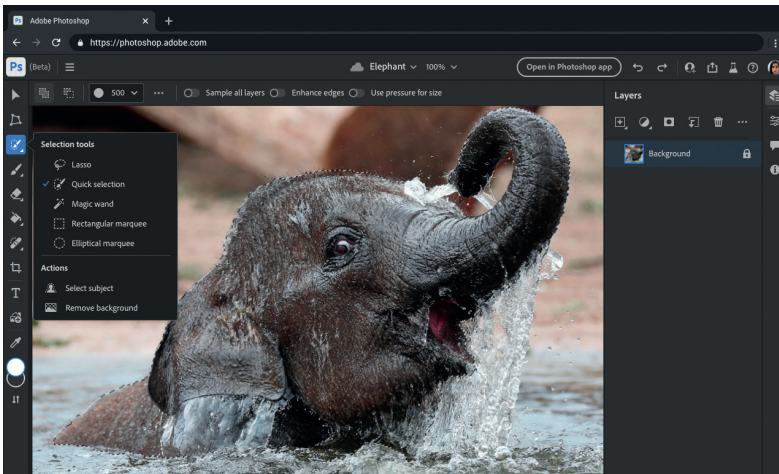 Ps Adobe Photoshop
https://photoshop.adobe.com
Ps (Beta) Elephant 100% Open in Photoshop app
500 Sample all layers Enhance edges Use pressure for size
Layers
Background
Selection tools
Lasso
Quick selection
Magic wand
Rectangular marquee
Elliptical marquee
Actions
Select subject
Remove background
T